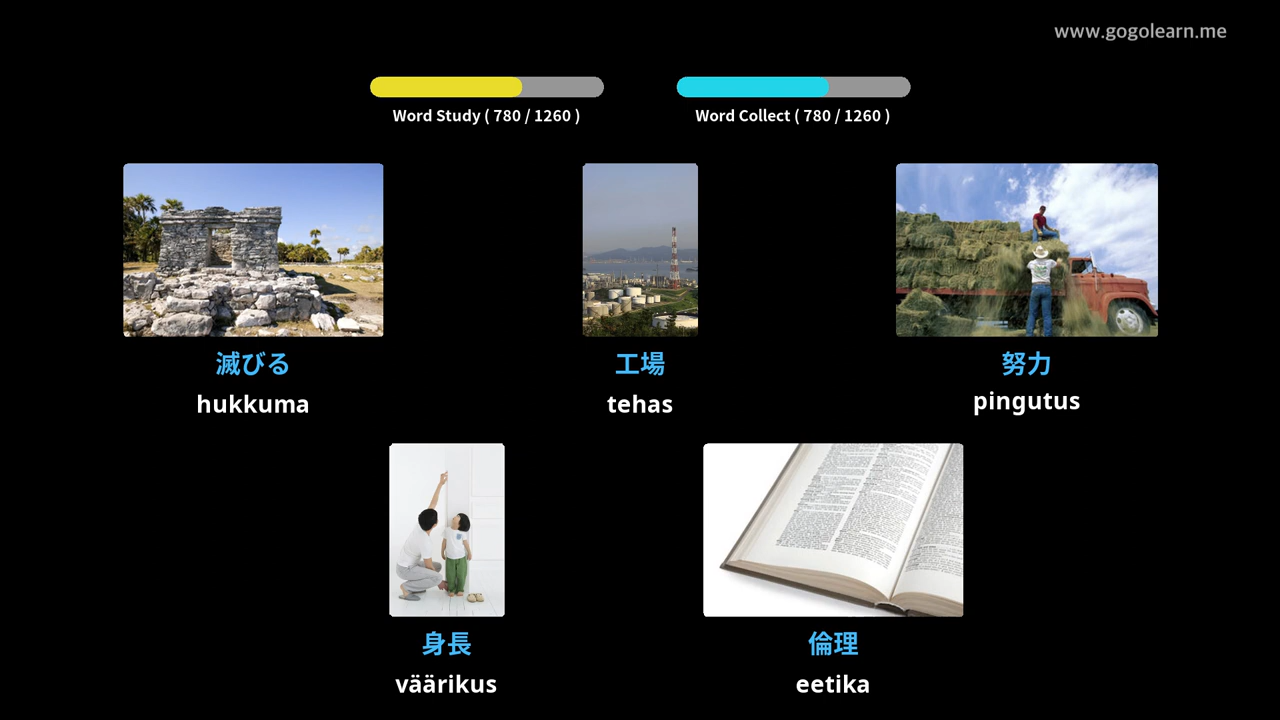 www.gogolearn.me
Word Study ( 780 / 1260 )
Word Collect ( 780 / 1260 )
滅びる
hukkuma
工場
tehas
努力
pingutus
身長
väärikus
倫理
eetika